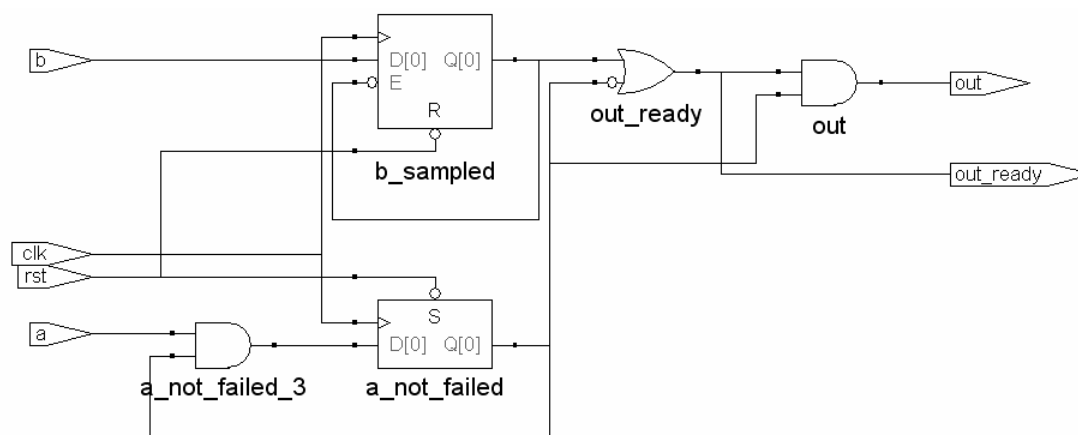 b
D[0] Q[0]
E
R
b_sampled
out_ready
out
out
out_ready
clk
rst
S
a
D[0] Q[0]
a_not_failed_3
a_not_failed